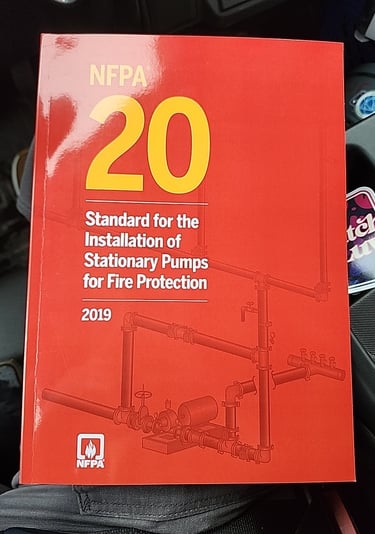 NFPA®
20
Standard for the
Installation of
Stationary Pumps
for Fire Protection
2019
NFPA